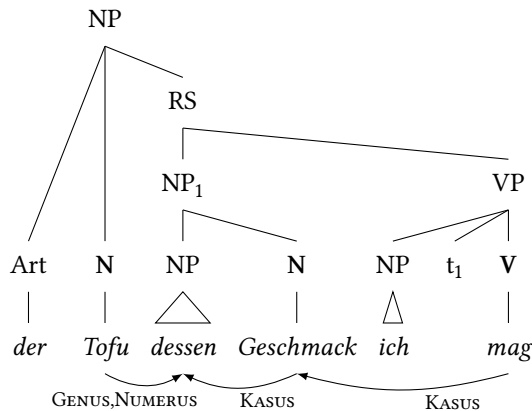 NP
RS
NP₁ VP
Art N NP N NP t₁ V
der Tofu dessen Geschmack ich mag
GENUS,NUMERUS KASUS KASUS